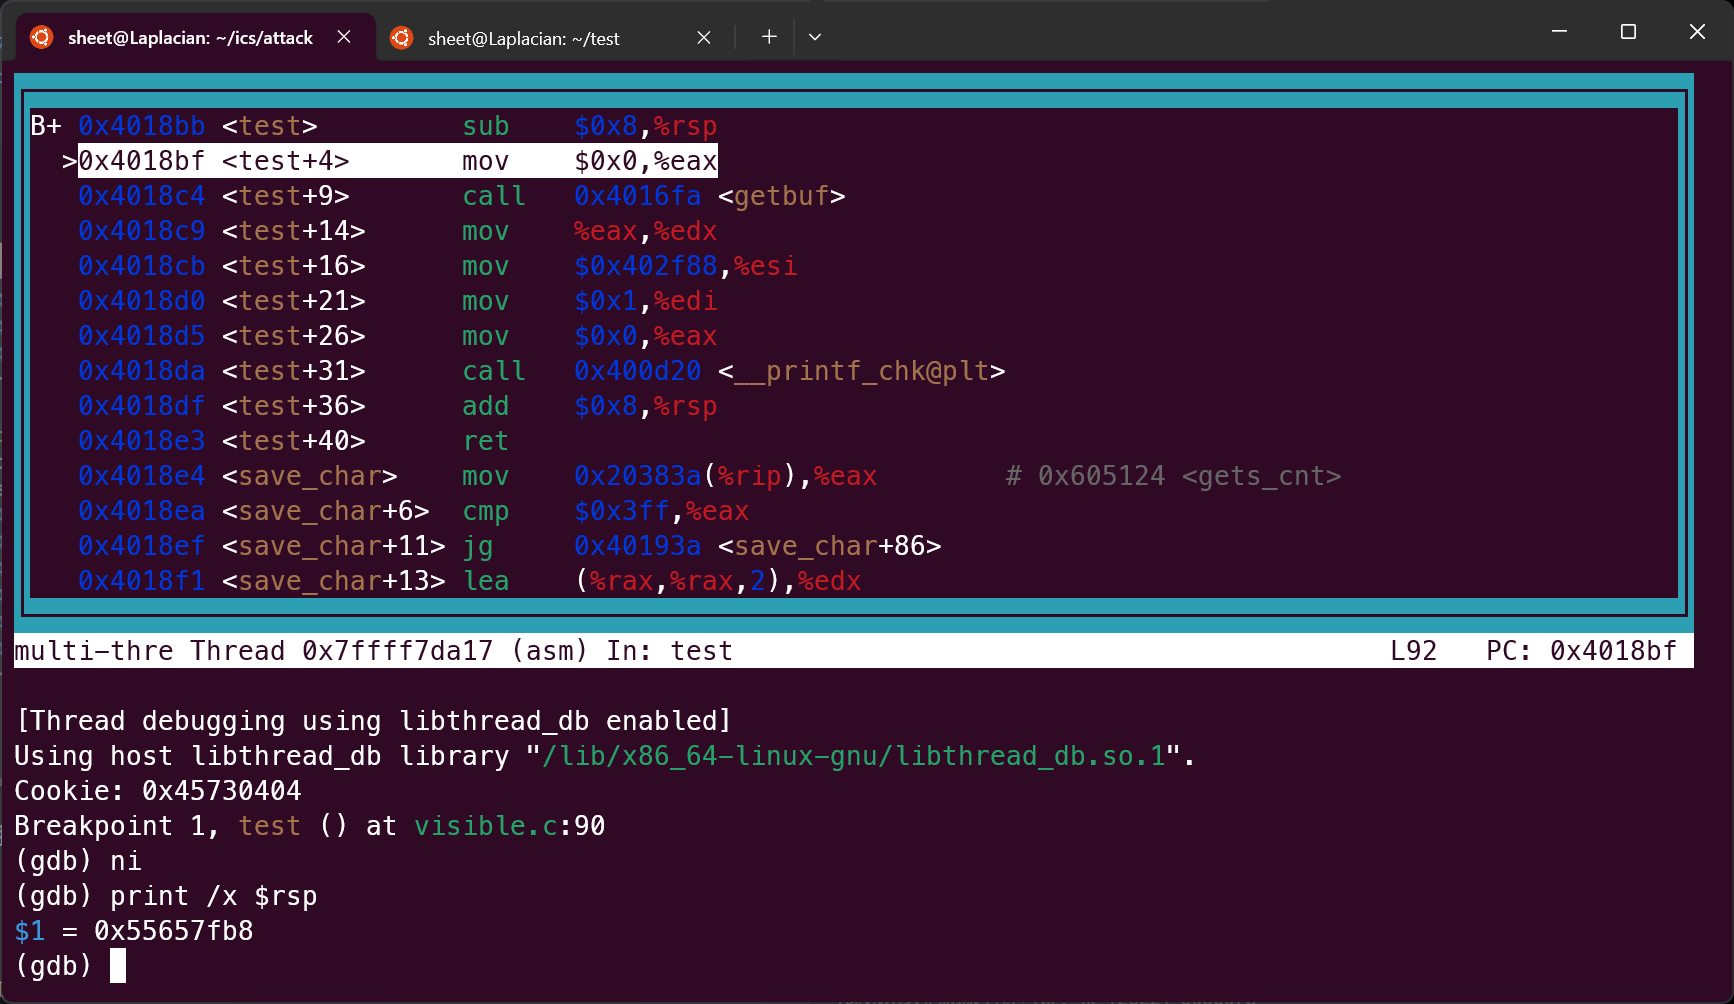 sheet@Laplacian: ~/ics/attack
sheet@Laplacian: ~/test
B+ 0x4018bb <test> sub $0x8,%rsp
>0x4018bf <test+4> mov $0x0,%eax
0x4018c4 <test+9> call 0x4016fa <getbuf>
0x4018c9 <test+14> mov %eax,%edx
0x4018cb <test+16> mov $0x402f88,%esi
0x4018d0 <test+21> mov $0x1,%edi
0x4018d5 <test+26> mov $0x0,%eax
0x4018da <test+31> call 0x400d20 <__printf_chk@plt>
0x4018df <test+36> add $0x8,%rsp
0x4018e3 <test+40> ret
0x4018e4 <save_char> mov 0x20383a(%rip),%eax # 0x605124 <gets_cnt>
0x4018ea <save_char+6> cmp $0x3ff,%eax
0x4018ef <save_char+11> jg 0x40193a <save_char+86>
0x4018f1 <save_char+13> lea (%rax,%rax,2),%edx
multi-thre Thread 0x7ffff7da17 (asm) In: test L92 PC: 0x4018bf
[Thread debugging using libthread_db enabled]
Using host libthread_db library "/lib/x86_64-linux-gnu/libthread_db.so.1".
Cookie: 0x45730404
Breakpoint 1, test () at visible.c:90
(gdb) ni
(gdb) print /x $rsp
$1 = 0x55657fb8
(gdb)